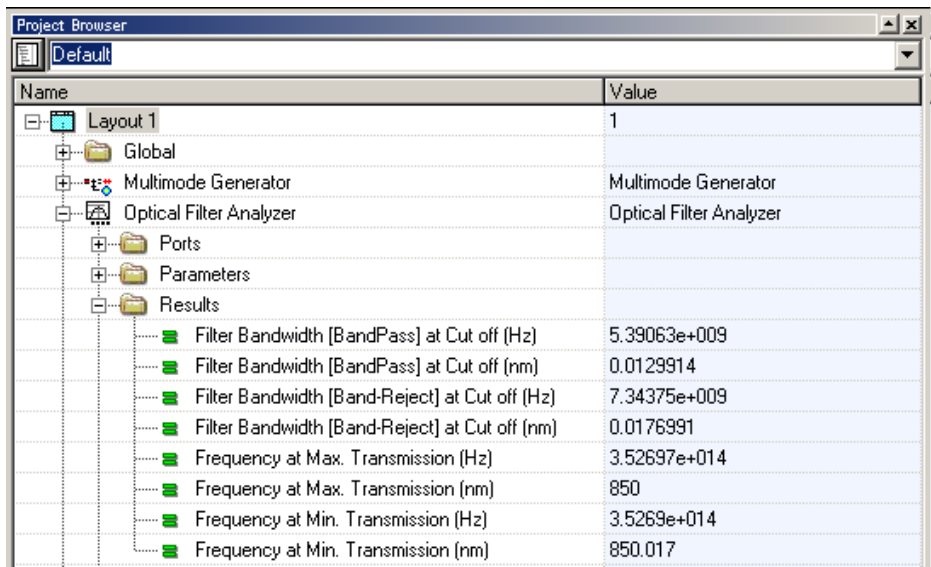 Project Browser
Default
Name Value
Layout 1 1
Global
Multimode Generator Multimode Generator
Optical Filter Analyzer Optical Filter Analyzer
Ports
Parameters
Results
Filter Bandwidth [BandPass] at Cut off (Hz) 5.39063e+009
Filter Bandwidth [BandPass] at Cut off (nm) 0.0129914
Filter Bandwidth [Band-Reject] at Cut off (Hz) 7.34375e+009
Filter Bandwidth [Band-Reject] at Cut off (nm) 0.0176991
Frequency at Max. Transmission (Hz) 3.52697e+014
Frequency at Max. Transmission (nm) 850
Frequency at Min. Transmission (Hz) 3.5269e+014
Frequency at Min. Transmission (nm) 850.017